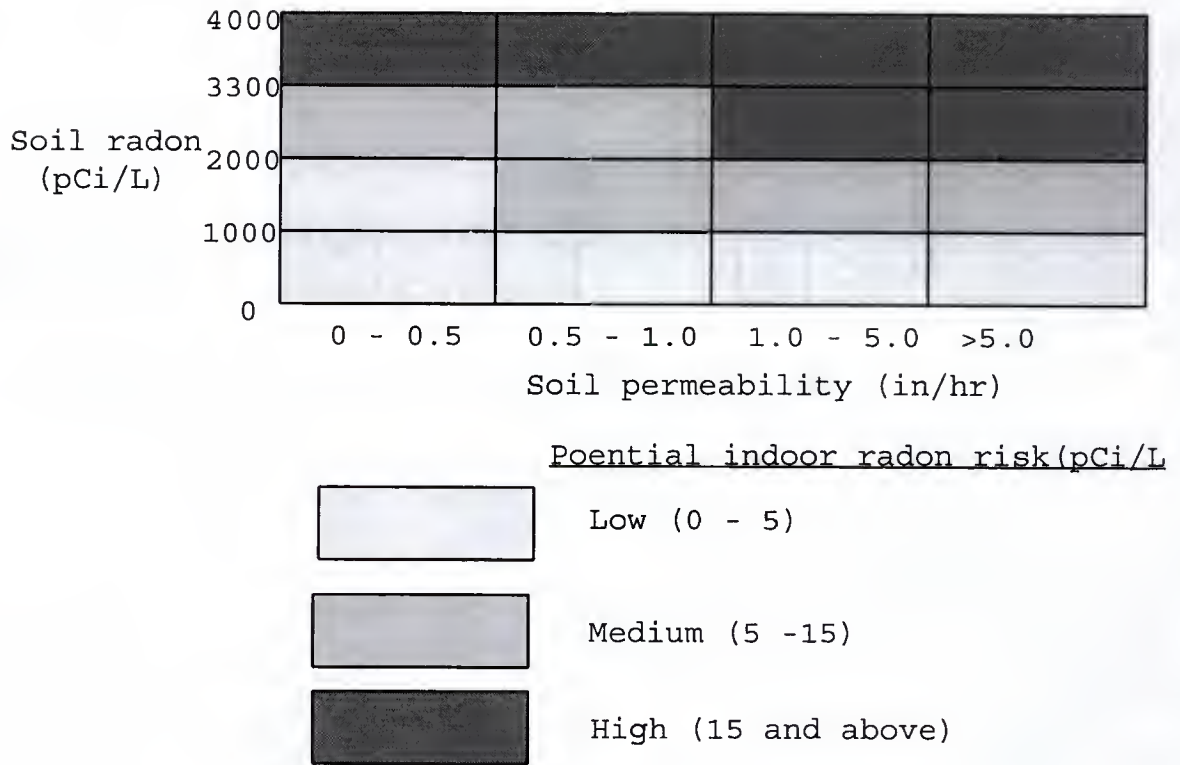 4000
3300
Soil radon
(pCi/L)
2000
1000
0
0 - 0.5 0.5 - 1.0 1.0 - 5.0 >5.0
Soil permeability (in/hr)
Poential indoor radon risk(pCi/L
Low (0 - 5)
Medium (5 -15)
High (15 and above)